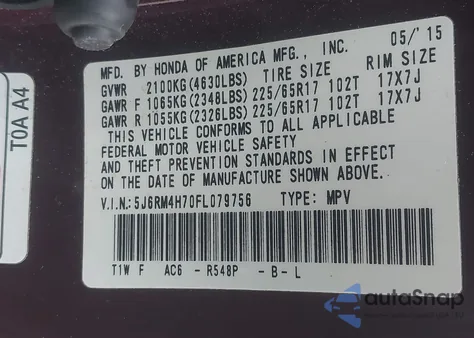 05/'15
MFD. BY HONDA OF AMERICA MFG., INC.
GVWR 2100KG(4630LBS) TIRE SIZE RIM SIZE
GAWR F 1065KG(2348LBS) 225/65R17 102T 17X7J
GAWR R 1055KG(2326LBS) 225/65R17 102T 17X7J
THIS VEHICLE CONFORMS TO ALL APPLICABLE
FEDERAL MOTOR VEHICLE SAFETY
AND THEFT PREVENTION STANDARDS IN EFFECT
ON THE DATE OF MANUFACTURE SHOWN ABOVE.
V.I.N.:5J6RM4H70FL079756 TYPE: MPV
T1W F AC6 - R548P - B - L
T0A A4
autoSnap